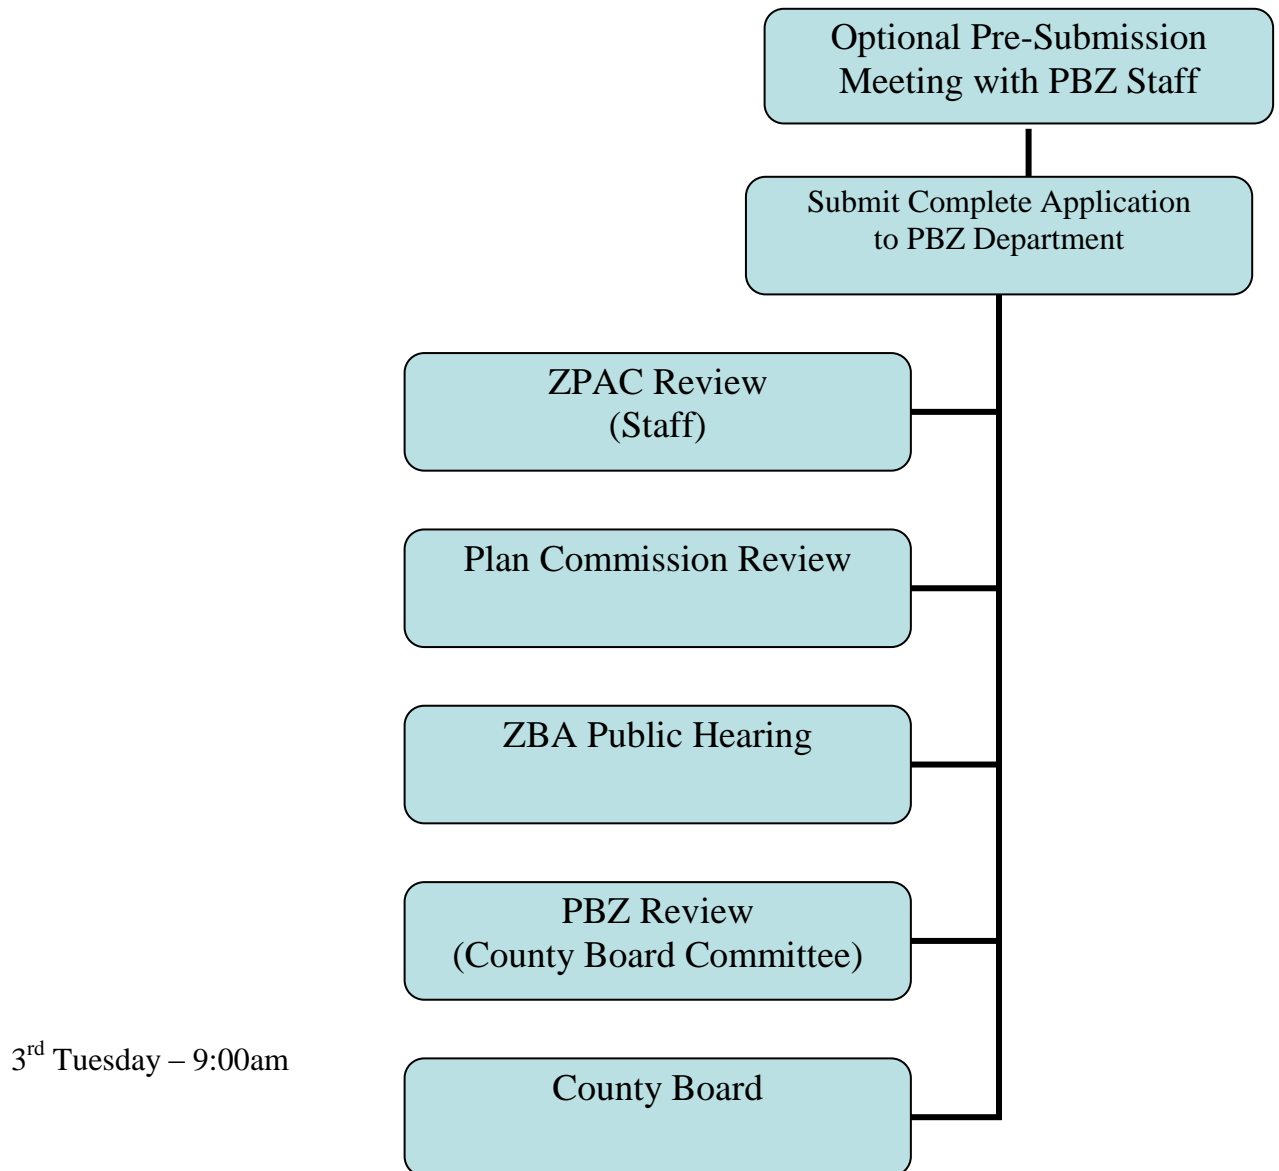 Optional Pre-Submission
Meeting with PBZ Staff
Submit Complete Application
to PBZ Department
ZPAC Review
(Staff)
Plan Commission Review
ZBA Public Hearing
PBZ Review
(County Board Committee)
3rd Tuesday – 9:00am
County Board